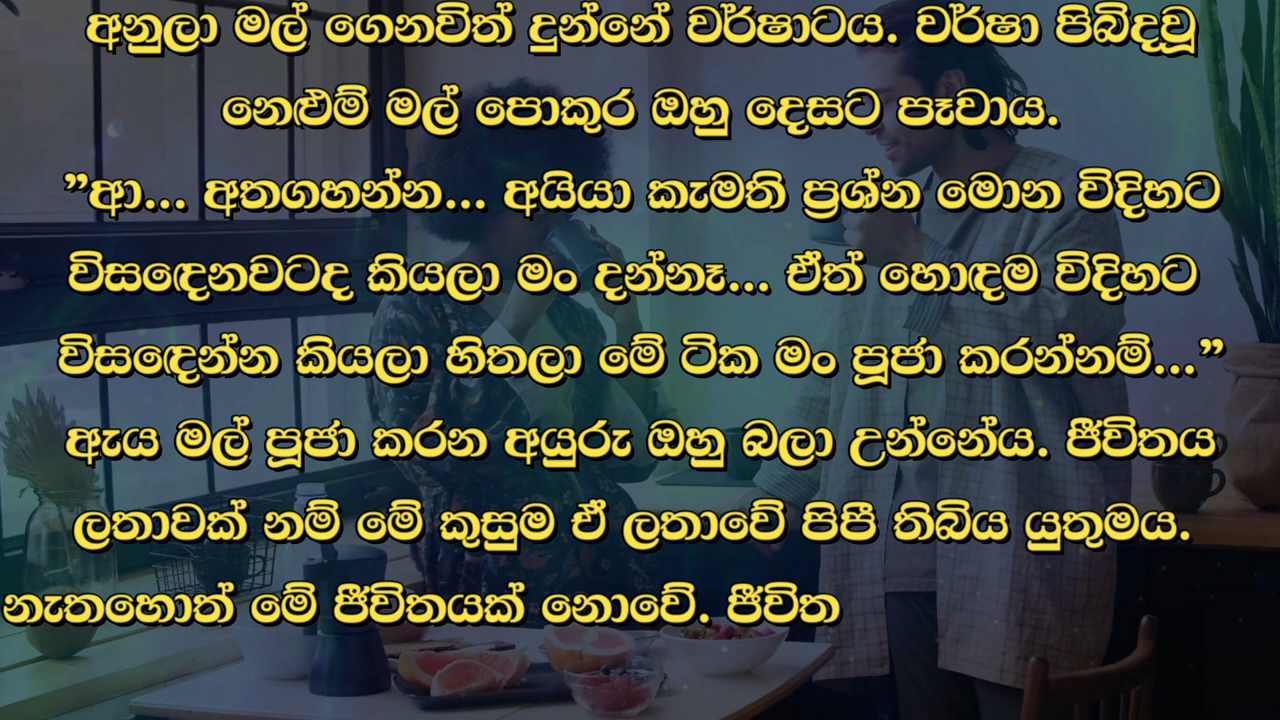 අනුලා මල් ගෙනවිත් දුන්නේ වර්ෂාටය. වර්ෂා පිබිදවූ
නෙළුම් මල් පොකුර ඔහු දෙසට පෑවාය.
”ආ... අතගහන්න... අයියා කැමති ප්‍රශ්න මොන විදිහට
විසඳෙනවටද කියලා මං දන්නෑ... ඒත් හොඳම විදිහට
විසඳෙන්න කියලා හිතලා මේ ටික මං පූජා කරන්නම්...”
ඇය මල් පූජා කරන අයුරු ඔහු බලා උන්නේය. ජීවිතය
ලතාවක් නම් මේ කුසුම ඒ ලතාවේ පිපී තිබිය යුතුමය.
නැතහොත් මේ ජීවිතයක් නොවේ. ජීවිත